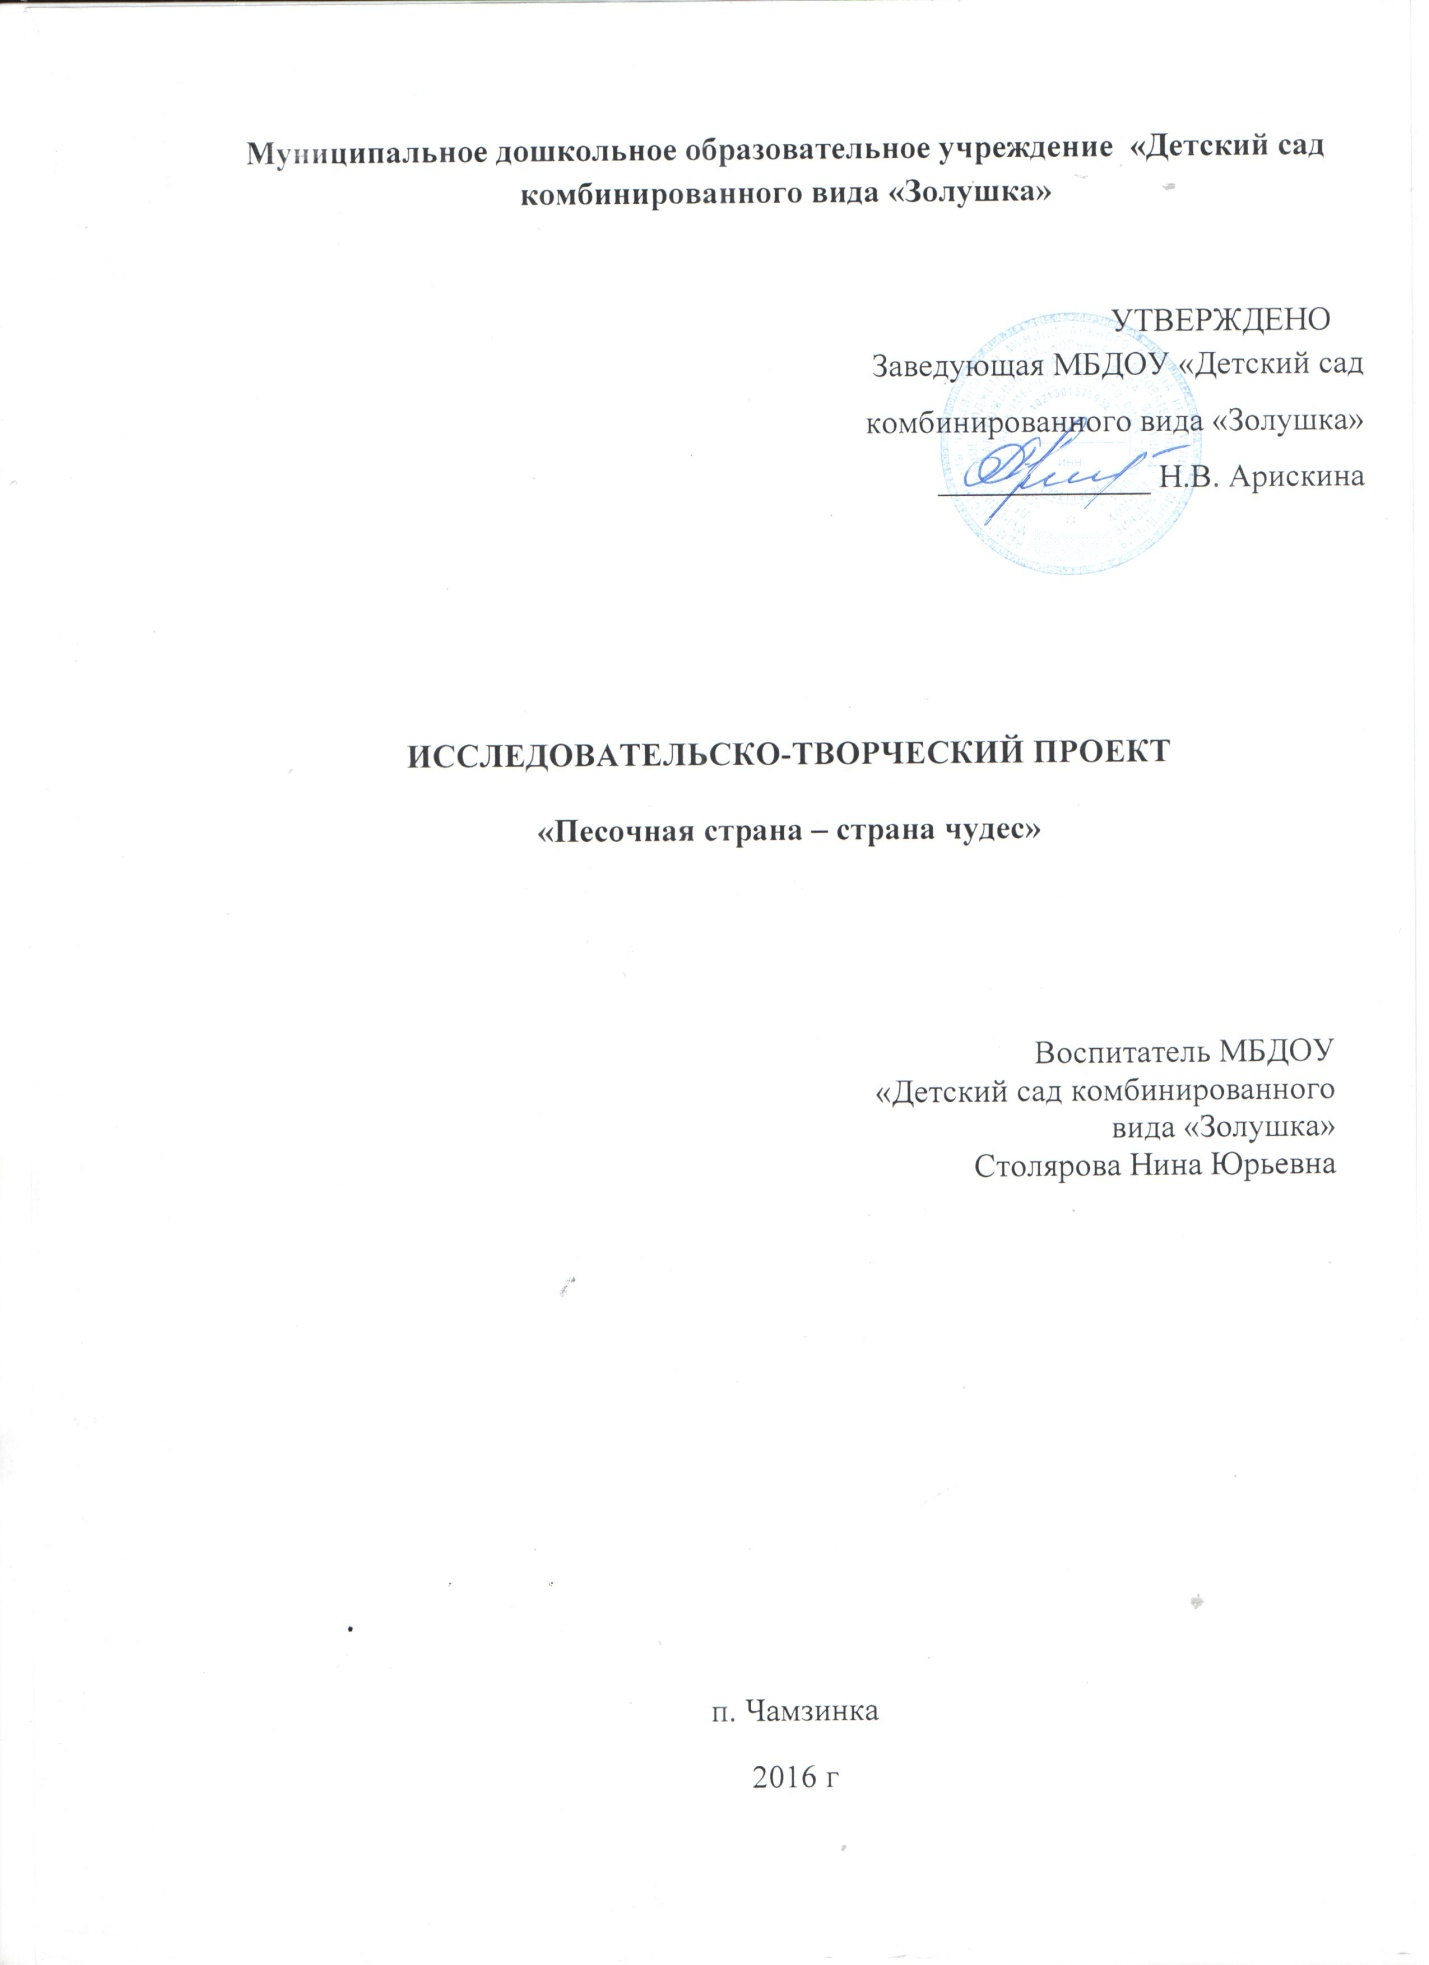 Муниципальное дошкольное образовательное учреждение «Детский сад
комбинированного вида «Золушка»
УТВЕРЖДЕНО
Заведующая МБДОУ «Детский сад
комбинированного вида «Золушка»
Н.В. Арискина
ИНН
ИССЛЕДОВАТЕЛЬСКО-ТВОРЧЕСКИЙ ПРОЕКТ
«Песочная страна – страна чудес»
Воспитатель МБДОУ
«Детский сад комбинированного
вида «Золушка»
Столярова Нина Юрьевна
п. Чамзинка
2016 г